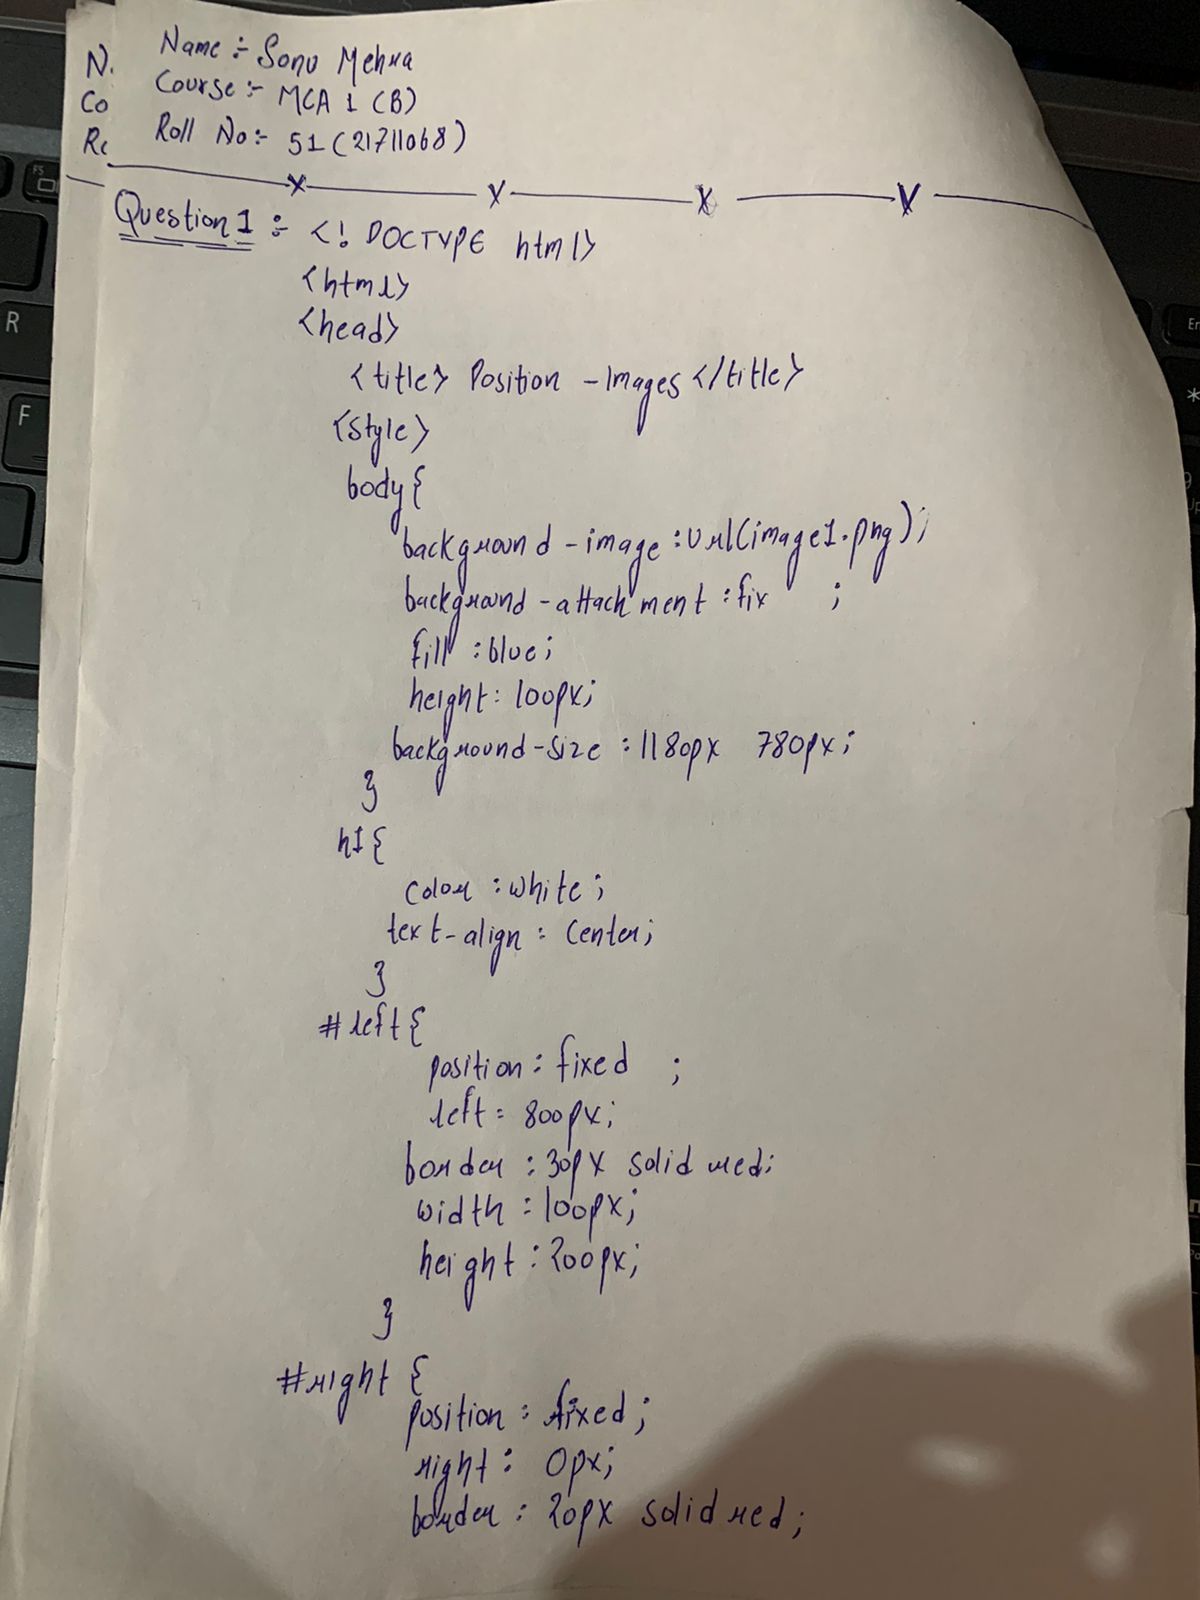 N. Name :- Sonu Mehra
Co Course :- MCA 1 (B)
Ro Roll No:- 51 (21711068)
x x x x
Question 1 :- <! DOCTYPE html>
<html>
<head>
<title> Position -Images </title>
<style>
body{
background -image :url(image1.png);
background -attachment : fix ;
fill : blue;
height: 100px;
background-size : 1180px 780px;
}
h1{
color : white ;
text-align : center;
}
#left{
position : fixed ;
left : 800px;
border : 30px solid red;
width : 100px;
height : 200px;
}
#right {
position : fixed ;
right : 0px;
border : 20px solid red ;